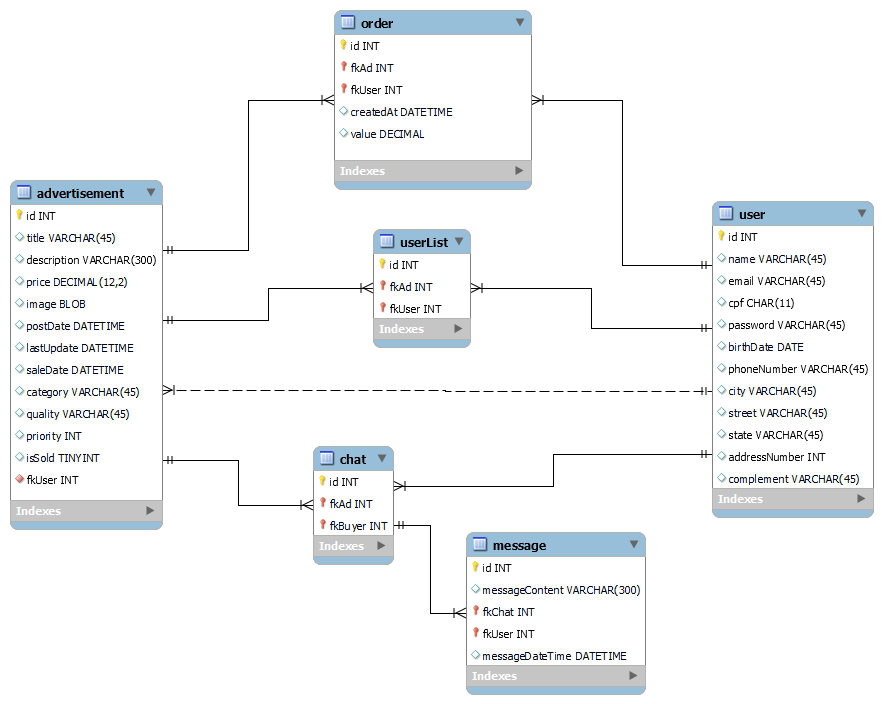 order
id INT
fkAd INT
fkUser INT
createdAt DATETIME
value DECIMAL
Indexes
advertisement
id INT
title VARCHAR(45)
description VARCHAR(300)
price DECIMAL(12,2)
image BLOB
postDate DATETIME
lastUpdate DATETIME
saleDate DATETIME
category VARCHAR(45)
quality VARCHAR(45)
priority INT
isSold TINYINT
fkUser INT
Indexes
userList
id INT
fkAd INT
fkUser INT
Indexes
user
id INT
name VARCHAR(45)
email VARCHAR(45)
cpf CHAR(11)
password VARCHAR(45)
birthDate DATE
phoneNumber VARCHAR(45)
city VARCHAR(45)
street VARCHAR(45)
state VARCHAR(45)
addressNumber INT
complement VARCHAR(45)
Indexes
chat
id INT
fkAd INT
fkBuyer INT
Indexes
message
id INT
messageContent VARCHAR(300)
fkChat INT
fkUser INT
messageDateTime DATETIME
Indexes